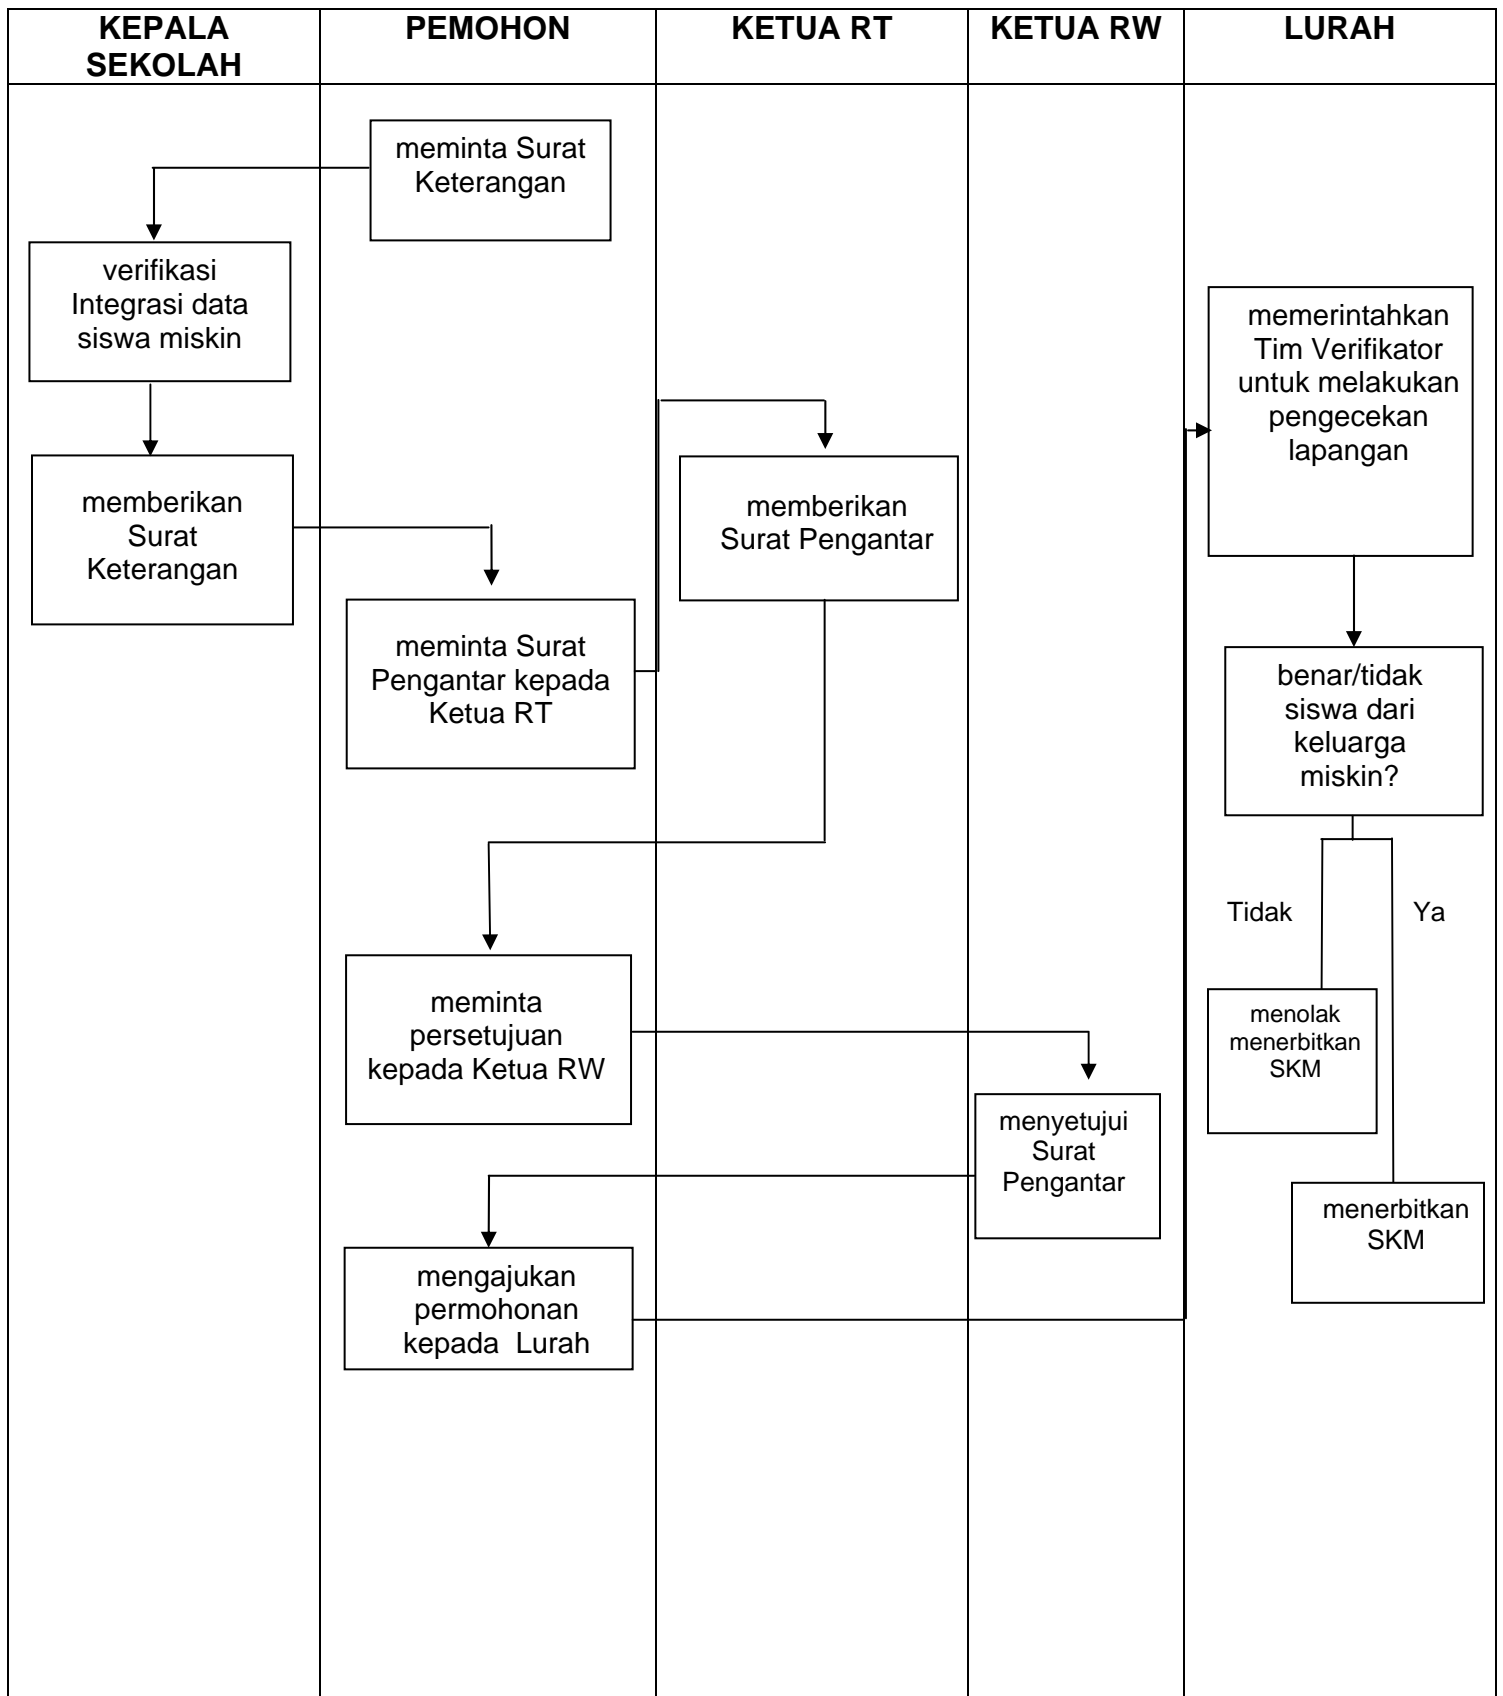 KEPALA
SEKOLAH
PEMOHON
KETUA RT
KETUA RW
LURAH
meminta Surat
Keterangan
verifikasi
Integrasi data
siswa miskin
memberikan
Surat
Keterangan
meminta Surat
Pengantar kepada
Ketua RT
memberikan
Surat Pengantar
meminta
persetujuan
kepada Ketua RW
menyetujui
Surat
Pengantar
mengajukan
permohonan
kepada  Lurah
memerintahkan
Tim Verifikator
untuk melakukan
pengecekan
lapangan
benar/tidak
siswa dari
keluarga
miskin?
Tidak
Ya
menolak
menerbitkan
SKM
menerbitkan
SKM